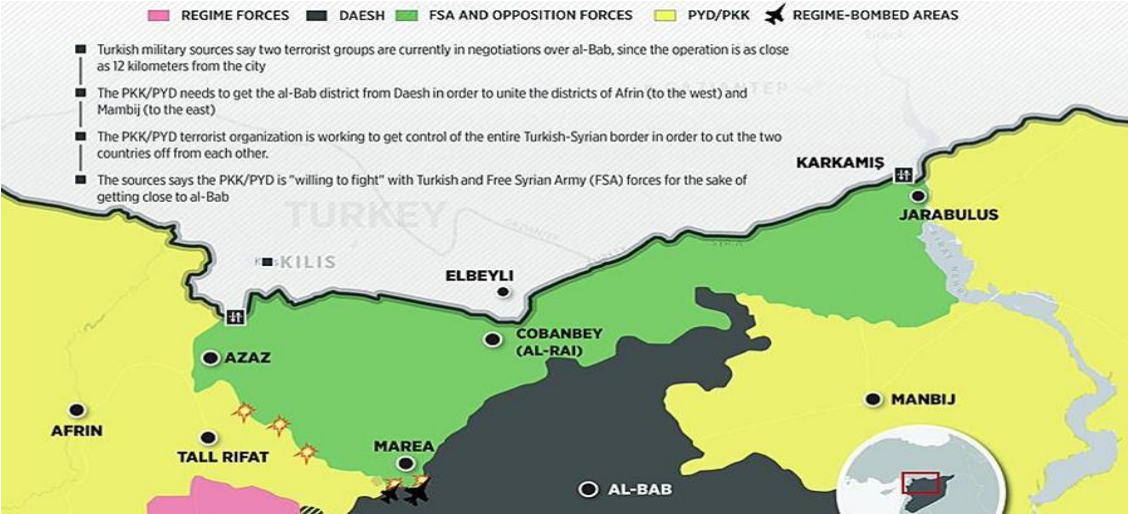 REGIME FORCES DAESH FSA AND OPPOSITION FORCES PYD/PKK REGIME-BOMBED AREAS
Turkish military sources say two terrorist groups are currently in negotiations over al-Bab, since the operation is as close
as 12 kilometers from the city
The PKK/PYD needs to get the al-Bab district from Daesh in order to unite the districts of Afrin (to the west) and
Mambij (to the east)
GAZIANTEP
The PKK/PYD terrorist organization is working to get control of the entire Turkish-Syrian border in order to cut the two
countries off from each other.
The sources says the PKK/PYD is "willing to fight" with Turkish and Free Syrian Army (FSA) forces for the sake of
getting close to al-Bab
KARKAMIŞ
JARABULUS
TURKEY
KILIS
ELBEYLI
COBANBEY
(AL-RAI)
AZAZ
MANBIJ
AFRIN
TALL RIFAT
MAREA
AL-BAB